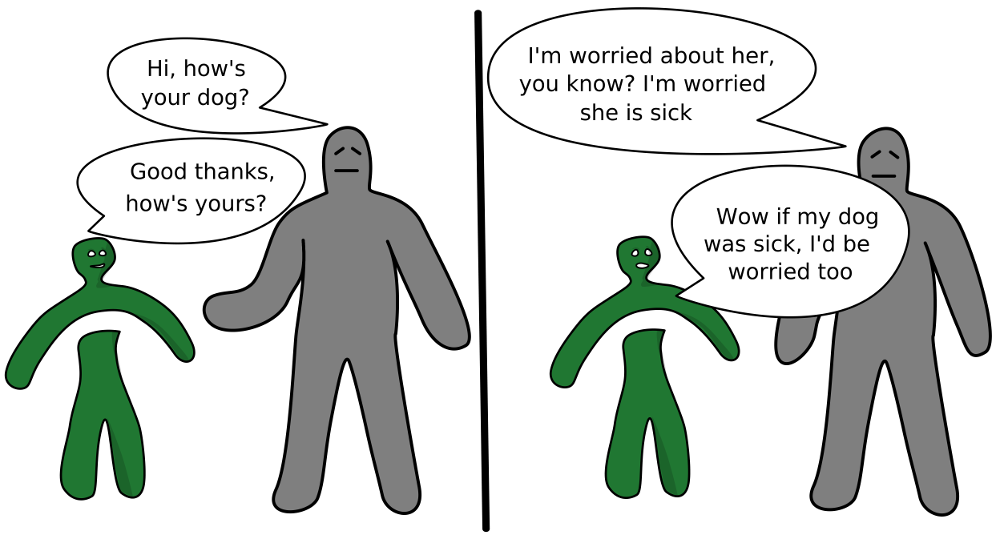 Hi, how's
your dog?
Good thanks,
how's yours?
I'm worried about her,
you know? I'm worried
she is sick
Wow if my dog
was sick, I'd be
worried too